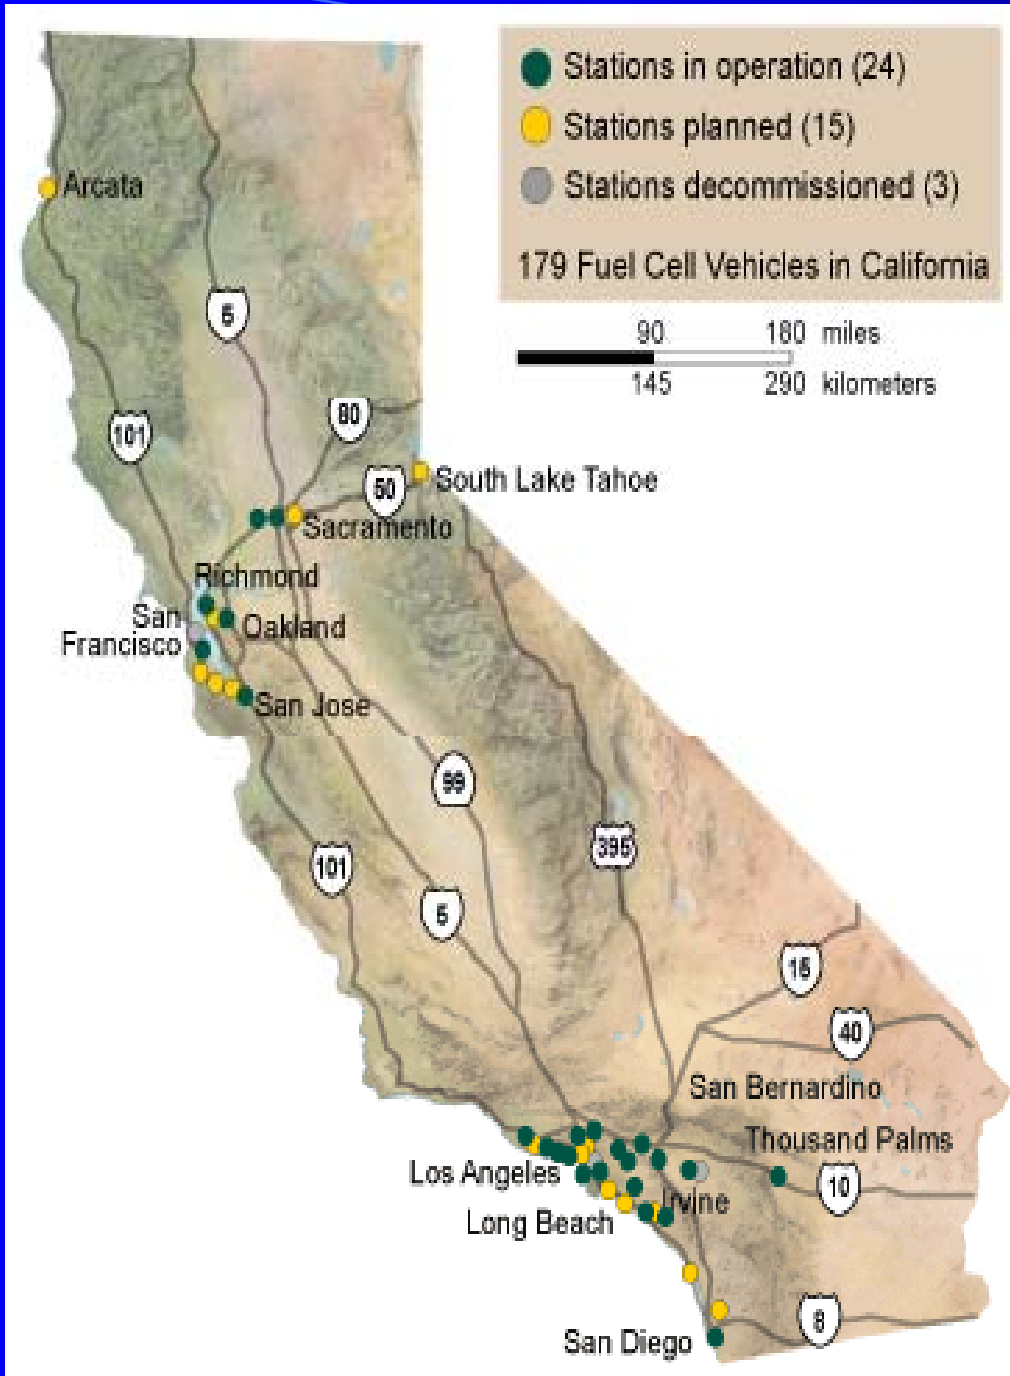 Stations in operation (24)
Stations planned (15)
Stations decommissioned (3)
179 Fuel Cell Vehicles in California
90 180 miles
145 290 kilometers
Arcata
5
80
101
50
South Lake Tahoe
Sacramento
Richmond
San
Francisco
Oakland
San Jose
99
395
101
5
15
40
San Bernardino
Thousand Palms
Los Angeles
10
Irvine
Long Beach
8
San Diego